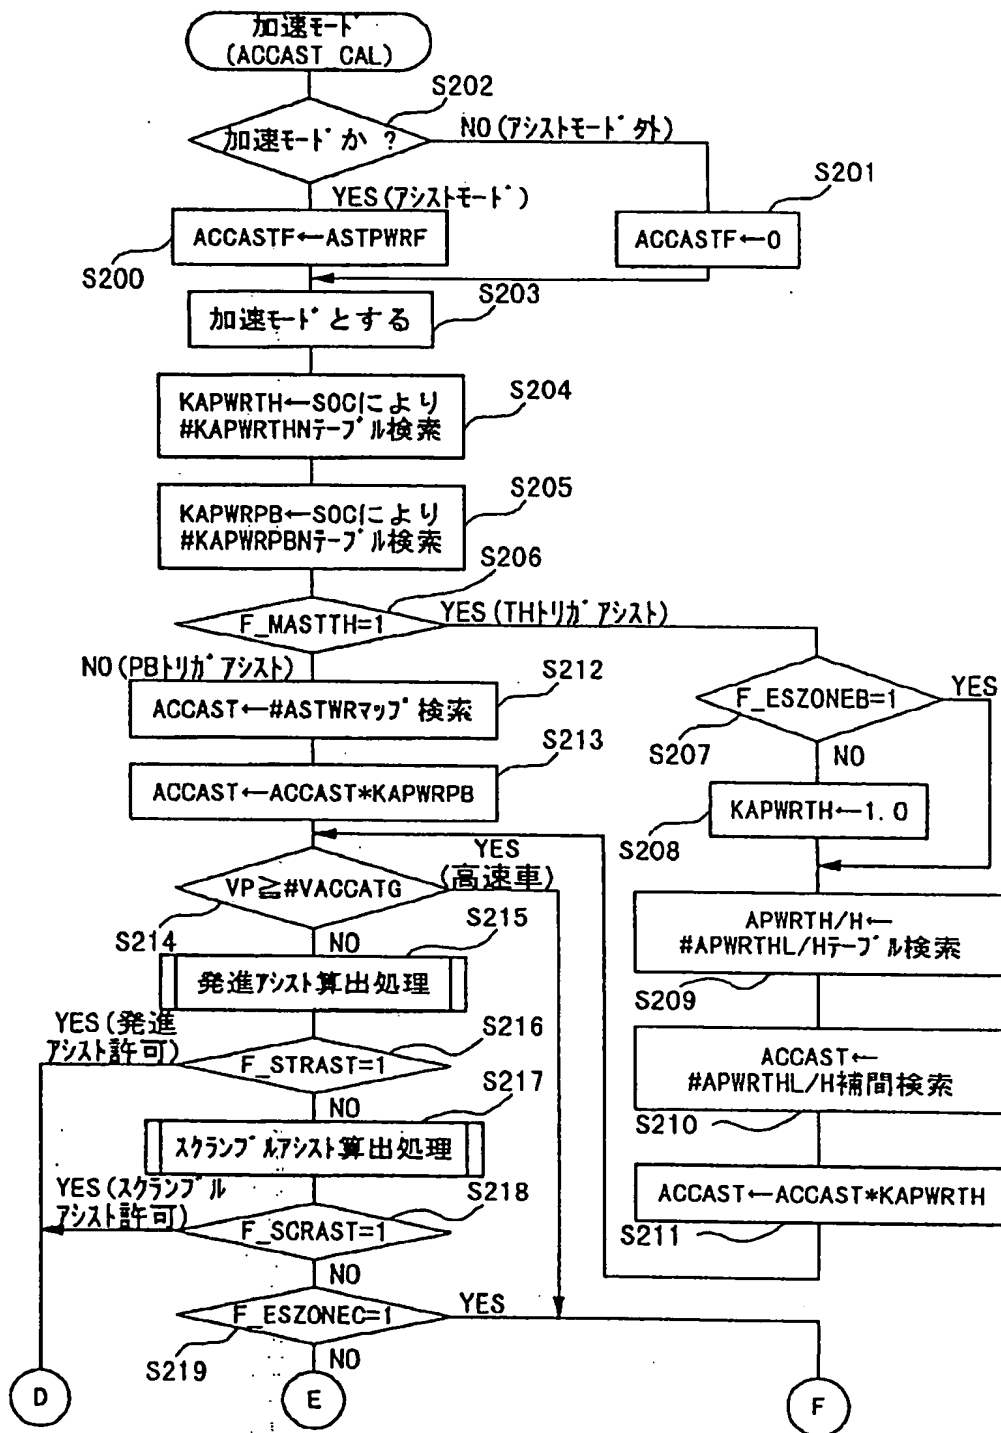 加速モード
(ACCAST CAL)
S202
加速モードか ?
NO(アシストモード外)
YES(アシストモード)
S201
ACCASTF←ASTPWRF
ACCASTF←0
S200
S203
加速モードとする
S204
KAPWRTH←SOCにより
#KAPWRTHNテーブル検索
S205
KAPWRPB←SOCにより
#KAPWRPBNテーブル検索
S206
F_MASTTH=1
YES(THトリガアシスト)
NO(PBトリガアシスト)
S212
ACCAST←#ASTWRマップ検索
F_ESZONEB=1
YES
S207
NO
S213
ACCAST←ACCAST*KAPWRPB
KAPWRTH←1.0
S208
YES
(高速車)
VP≧#VACCATG
S214
NO
S215
発進アシスト算出処理
APWRTH/H←
#APWRTHL/Hテーブル検索
S209
YES(発進
アシスト許可)
S216
F_STRAST=1
NO
S217
スクランブルアシスト算出処理
ACCAST←
#APWRTHL/H補間検索
S210
YES(スクランブル
アシスト許可)
S218
F_SCRAST=1
NO
ACCAST←ACCAST*KAPWRTH
S211
F_ESZONEC=1
YES
S219
NO
D
E
F